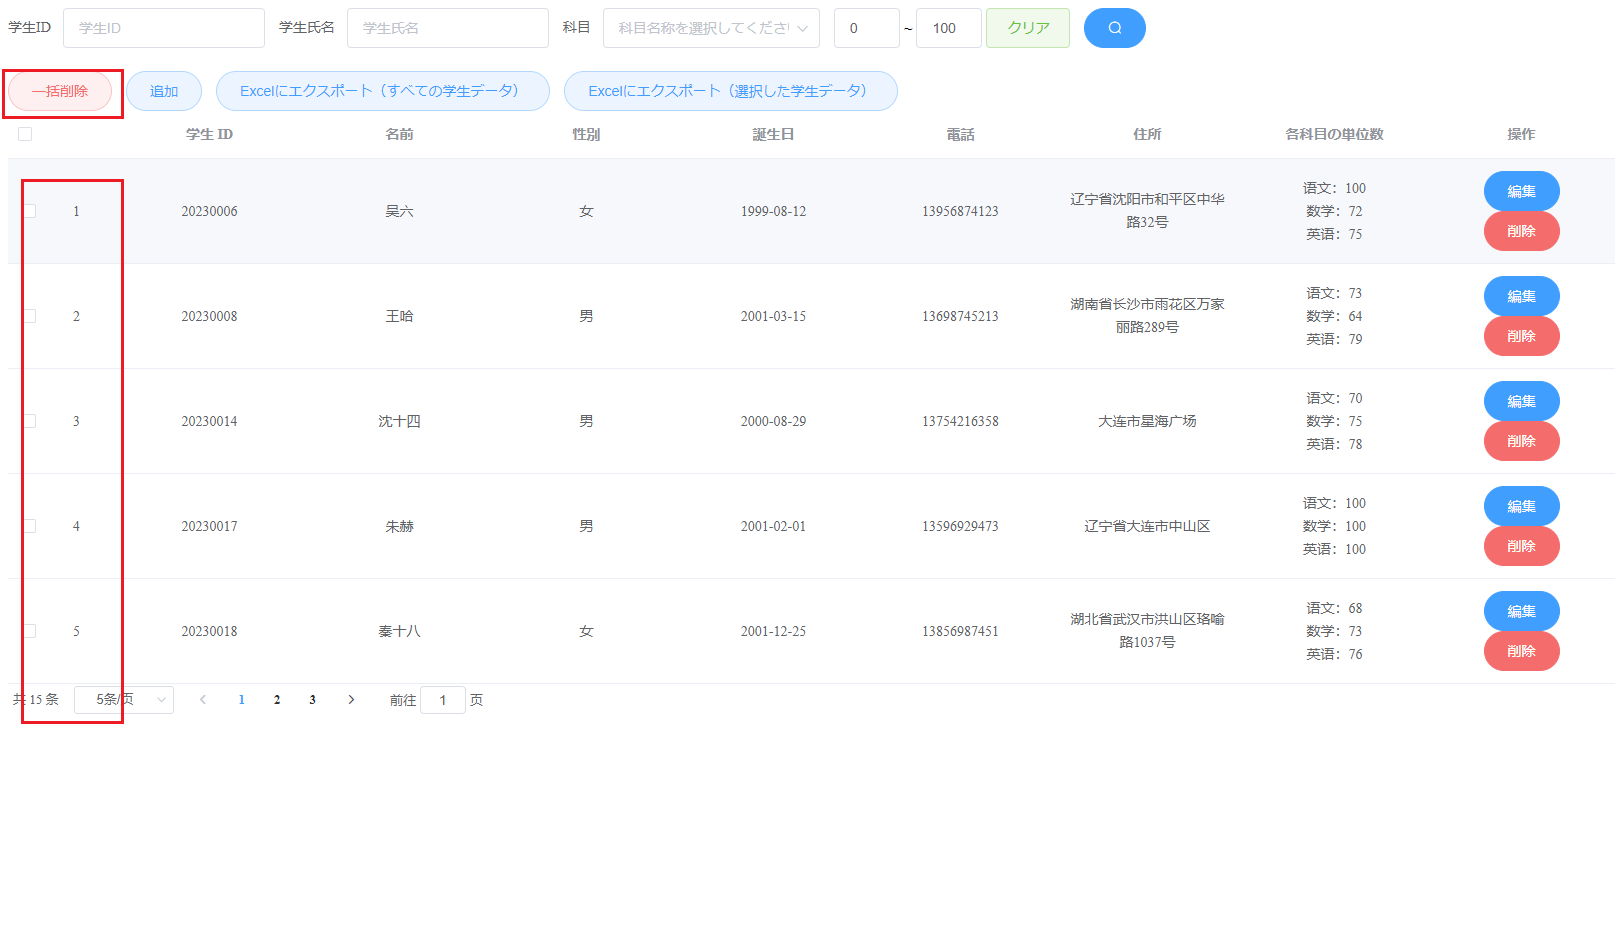 学生ID 学生ID 学生氏名 学生氏名 科目 科目名称を選択してくださ 0 ~ 100 クリア
一括削除 追加 Excelにエクスポート（すべての学生データ） Excelにエクスポート（選択した学生データ）
学生 ID 名前 性別 誕生日 電話 住所 各科目の単位数 操作
1 20230006 吴六 女 1999-08-12 13956874123 辽宁省沈阳市和平区中华
路32号
语文：100
数学：72
英语：75
編集
削除
2 20230008 王哈 男 2001-03-15 13698745213 湖南省长沙市雨花区万家
丽路289号
语文：73
数学：64
英语：79
編集
削除
3 20230014 沈十四 男 2000-08-29 13754216358 大连市星海广场
语文：70
数学：75
英语：78
編集
削除
4 20230017 朱赫 男 2001-02-01 13596929473 辽宁省大连市中山区
语文：100
数学：100
英语：100
編集
削除
5 20230018 秦十八 女 2001-12-25 13856987451 湖北省武汉市洪山区珞喻
路1037号
语文：68
数学：73
英语：76
編集
削除
共 15 条 5条/页 < 1 2 3 > 前往 1 页